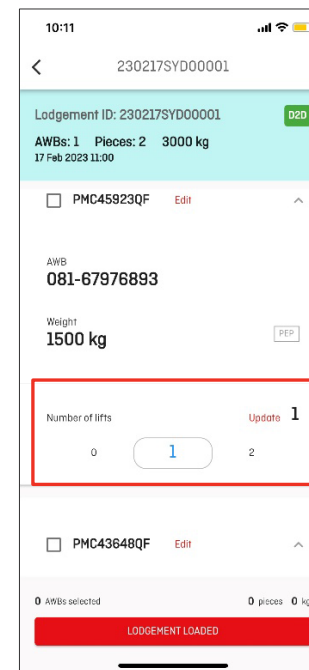 10:11
230217SYD00001
Lodgement ID: 230217SYD00001 D2D
AWBs: 1 Pieces: 2 3000 kg
17 Feb 2023 11:00
PMC45923QF Edit
AWB
081-67976893
Weight
1500 kg PEP
Number of lifts Update 1
0 1 2
PMC43648QF Edit
0 AWBs selected 0 pieces 0 kg
LODGEMENT LOADED